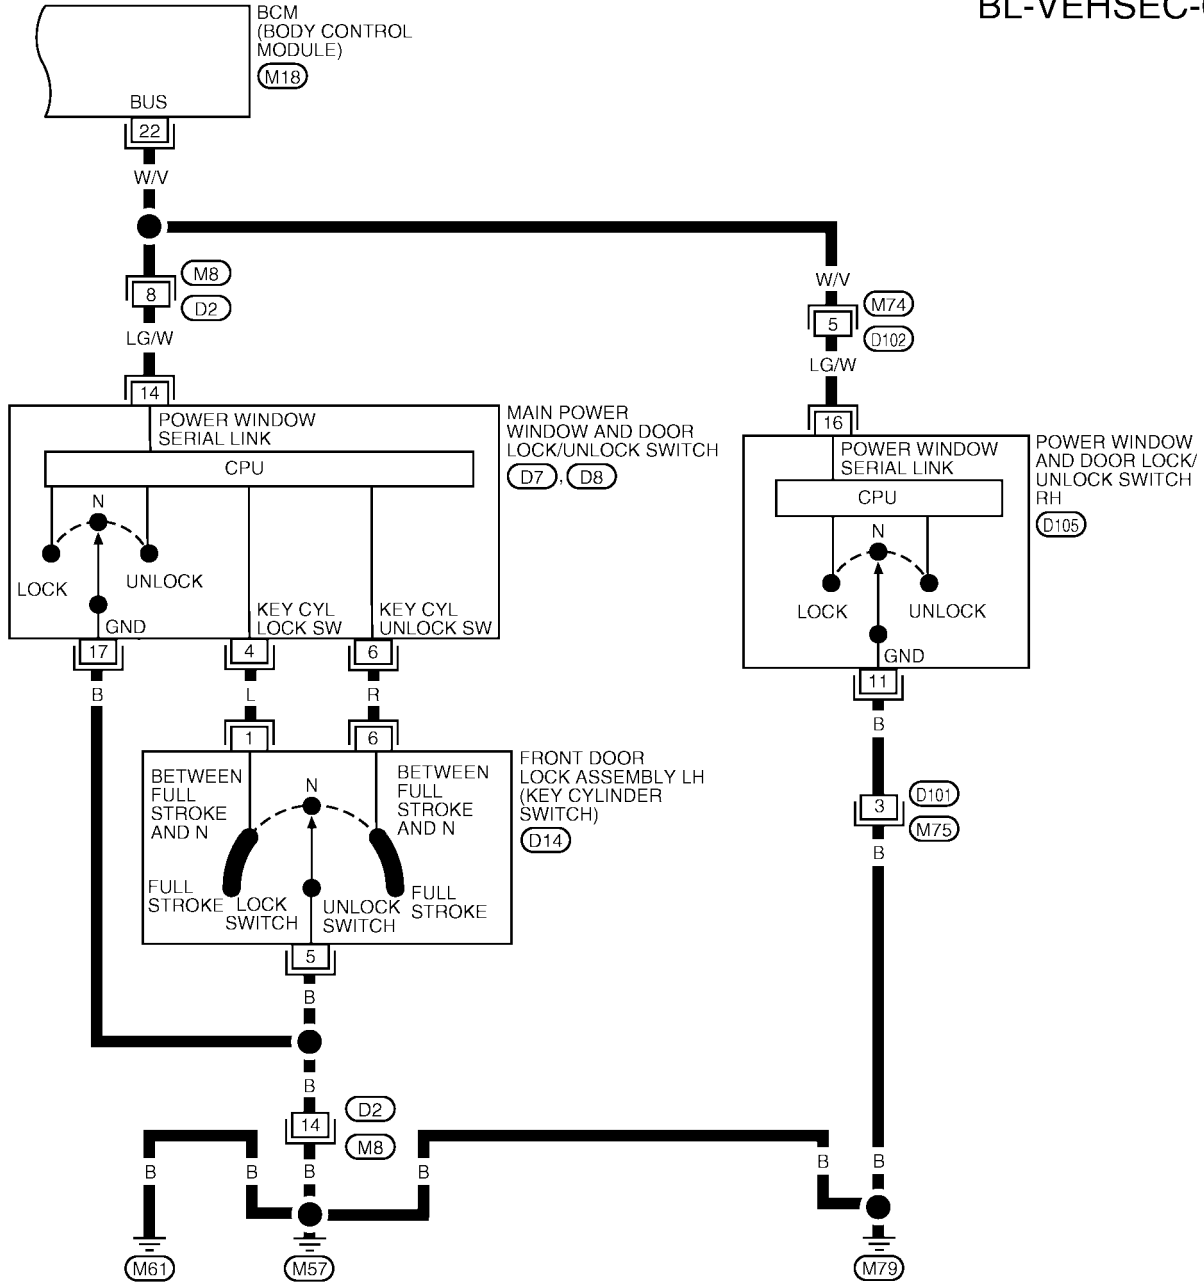 BL-VEHSEC-
BCM
(BODY CONTROL
MODULE)
M18
BUS
22
W/V
M8
8
D2
LG/W
14
W/V
M74
5
D102
LG/W
16
POWER WINDOW
SERIAL LINK
CPU
N
LOCK
UNLOCK
GND
KEY CYL
LOCK SW
KEY CYL
UNLOCK SW
MAIN POWER
WINDOW AND DOOR
LOCK/UNLOCK SWITCH
D7 , D8
POWER WINDOW
SERIAL LINK
CPU
N
LOCK
UNLOCK
GND
POWER WINDOW
AND DOOR LOCK/
UNLOCK SWITCH
RH
D105
17
4
6
B
L
R
1
6
11
B
BETWEEN
FULL
STROKE
AND N
N
BETWEEN
FULL
STROKE
AND N
FULL
STROKE
LOCK
SWITCH
UNLOCK
SWITCH
FULL
STROKE
FRONT DOOR
LOCK ASSEMBLY LH
(KEY CYLINDER
SWITCH)
D14
D101
3
M75
B
5
B
B
D2
14
M8
B
B
B
B
B
B
M61
M57
M79